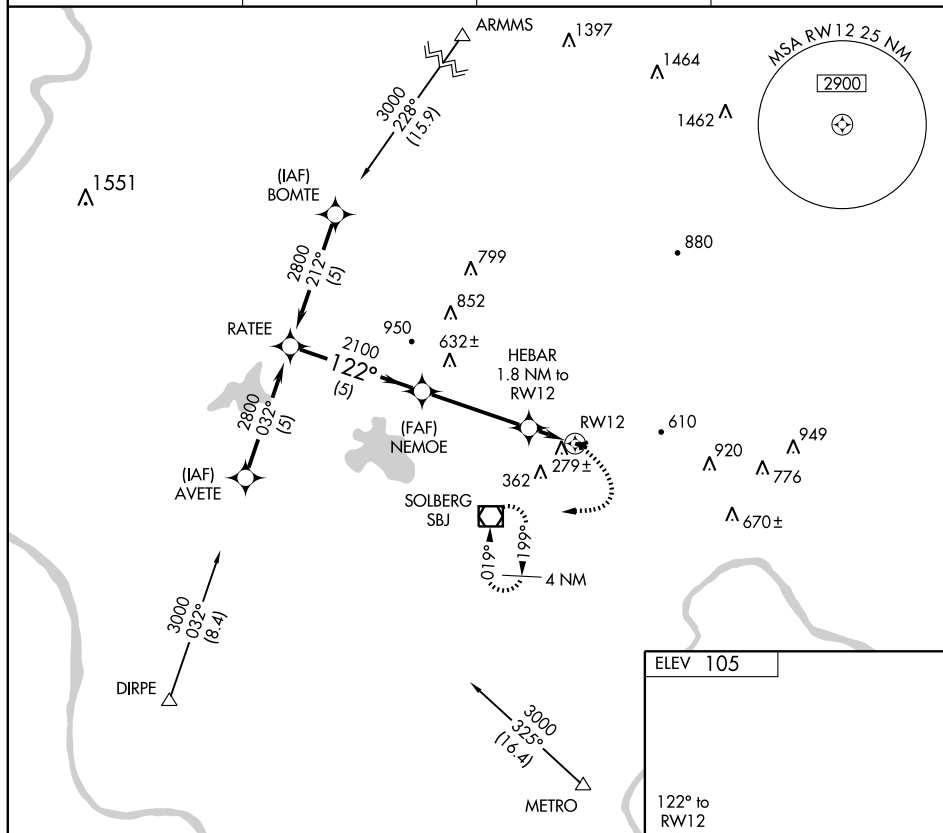 ARMMS
1397
MSA RW 12 25 NM
2900
1464
1462
3000
228°
(15.9)
1551
(IAF)
BOMTE
880
2800
212°
(5)
799
852
RATEE
950
632±
2100
122°
(5)
HEBAR
1.8 NM to
RW12
2800
032°
(5)
(FAF)
NEMOE
RW12
610
920
949
776
(IAF)
AVETE
362
279±
SOLBERG
SBJ
670±
019°
199°
4 NM
3000
032°
(8.4)
DIRPE
ELEV 105
3000
325°
(16.4)
METRO
122° to
RW12